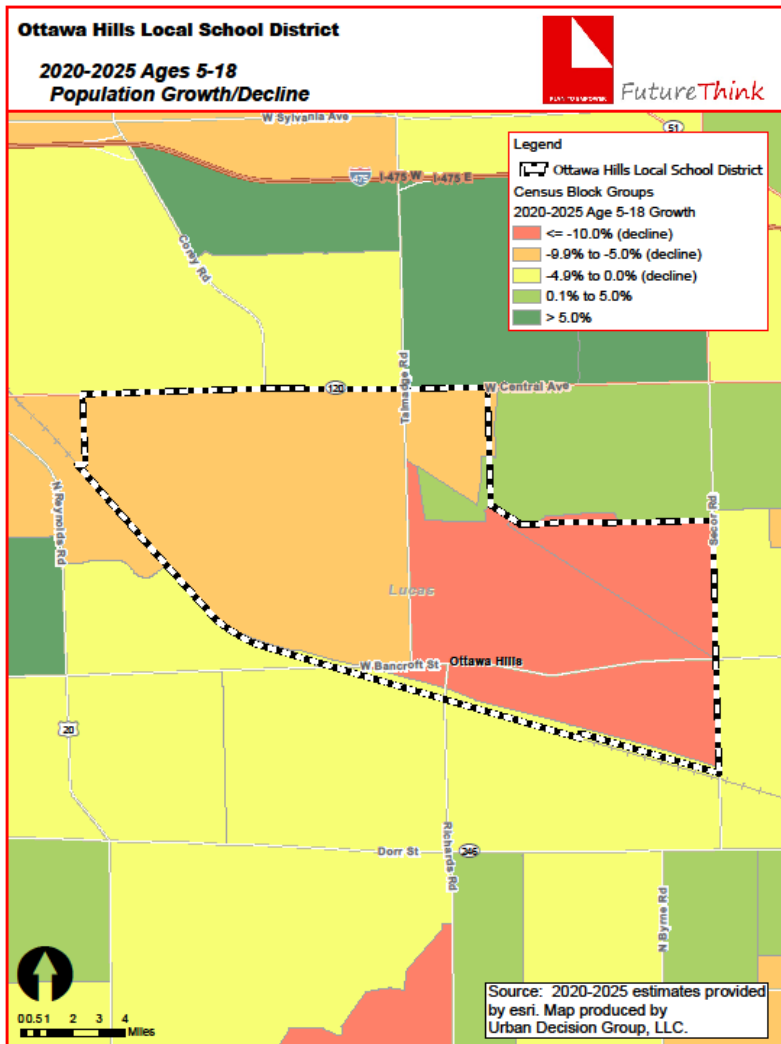 Ottawa Hills Local School District
2020-2025 Ages 5-18
Population Growth/Decline
PLAN TO EMPOWER
FutureThink
W Sylvania Ave
51
Legend
Ottawa Hills Local School District
Census Block Groups
2020-2025 Age 5-18 Growth
<= -10.0% (decline)
-9.9% to -5.0% (decline)
-4.9% to 0.0% (decline)
0.1% to 5.0%
> 5.0%
475
I-475 W
I-475 E
Corey Rd
Talmadge Rd
120
W Central Ave
N Reynolds Rd
Secor Rd
Lucas
W Bancroft St
Ottawa Hills
20
Richards Rd
Dorr St
246
N Byrne Rd
0 0.5 1 2 3 4
Miles
Source: 2020-2025 estimates provided
by esri. Map produced by
Urban Decision Group, LLC.